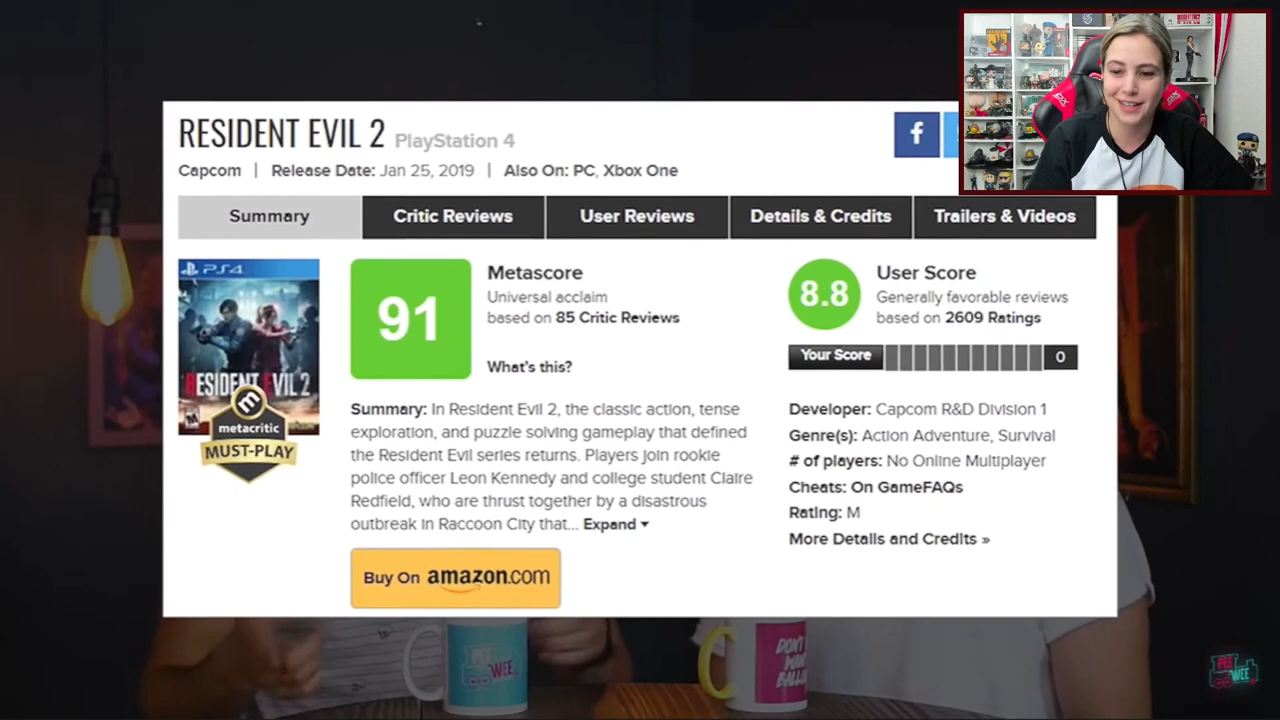 RESIDENT EVIL 2 PlayStation 4
Capcom | Release Date: Jan 25, 2019 | Also On: PC, Xbox One
f
Summary Critic Reviews User Reviews Details & Credits Trailers & Videos
PS4
RESIDENT EVIL 2
m
metacritic
MUST-PLAY
91
Metascore
Universal acclaim
based on 85 Critic Reviews
What's this?
8.8
User Score
Generally favorable reviews
based on 2609 Ratings
Your Score 0
Summary: In Resident Evil 2, the classic action, tense
exploration, and puzzle solving gameplay that defined
the Resident Evil series returns. Players join rookie
police officer Leon Kennedy and college student Claire
Redfield, who are thrust together by a disastrous
outbreak in Raccoon City that... Expand
Buy On amazon.com
Developer: Capcom R&D Division 1
Genre(s): Action Adventure, Survival
# of players: No Online Multiplayer
Cheats: On GameFAQs
Rating: M
More Details and Credits »
PEE
WEE
PEE
WEE